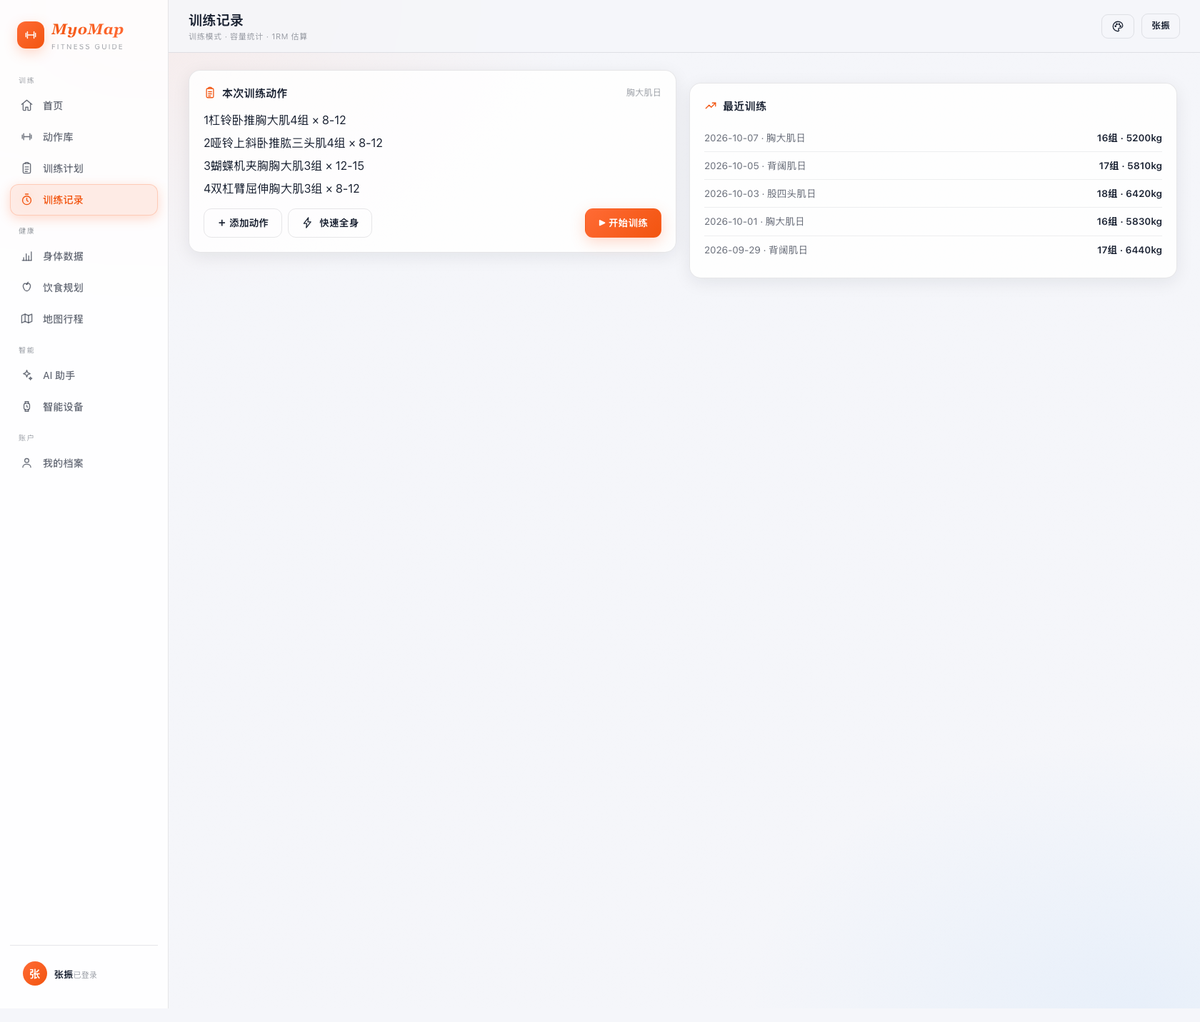 MyoMap
FITNESS GUIDE
训练
首页
动作库
训练计划
训练记录
健康
身体数据
饮食规划
地图行程
智能
AI 助手
智能设备
账户
我的档案
张
张振已登录
训练记录
训练模式 · 容量统计 · 1RM 估算
张振
本次训练动作
胸大肌日
1杠铃卧推胸大肌4组 × 8-12
2哑铃上斜卧推肱三头肌4组 × 8-12
3蝴蝶机夹胸胸大肌3组 × 12-15
4双杠臂屈伸胸大肌3组 × 8-12
+ 添加动作
快速全身
开始训练
最近训练
2026-10-07 · 胸大肌日 16组 · 5200kg
2026-10-05 · 背阔肌日 17组 · 5810kg
2026-10-03 · 股四头肌日 18组 · 6420kg
2026-10-01 · 胸大肌日 16组 · 5830kg
2026-09-29 · 背阔肌日 17组 · 6440kg